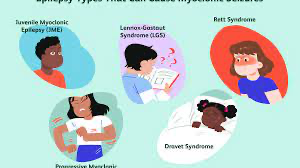 Epilepsy Types That Can Cause Myoclonic Seizures
Juvenile Myoclonic
Epilepsy (JME)
Lennox-Gastaut
Syndrome (LGS)
Rett Syndrome
Dravet Syndrome
Progressive Myoclonic